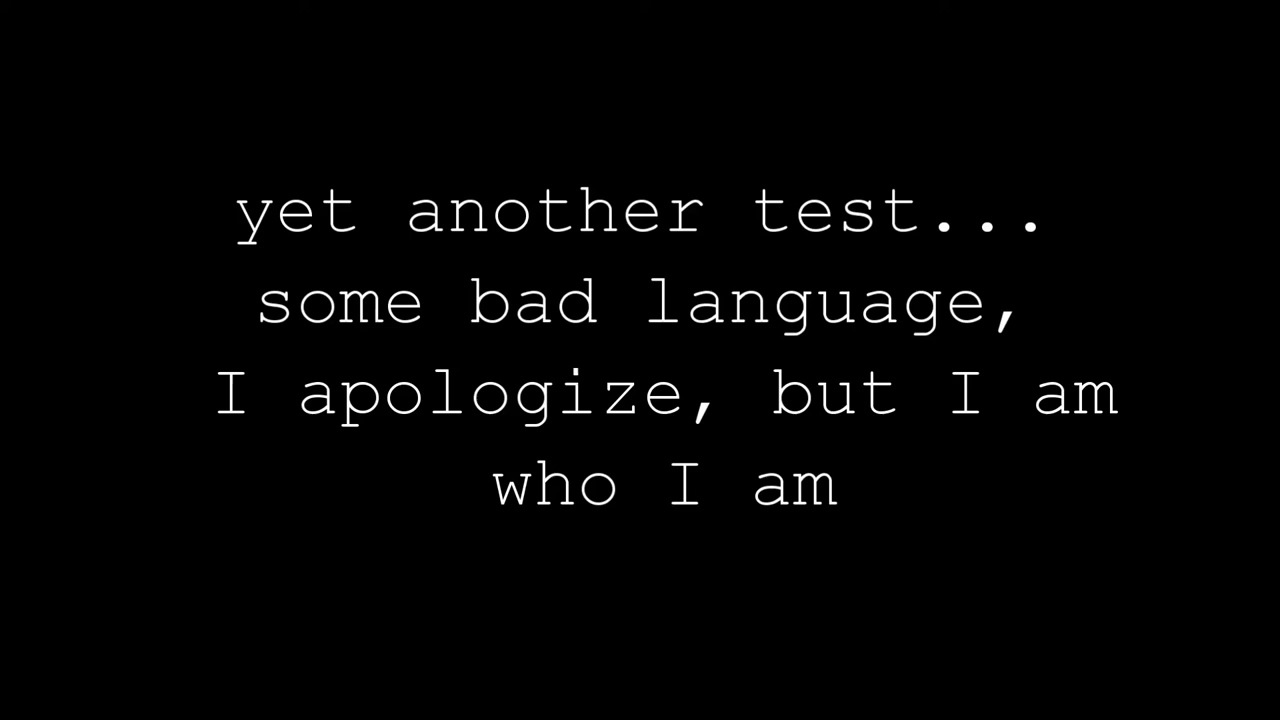 yet another test...
some bad language,
I apologize, but I am
who I am